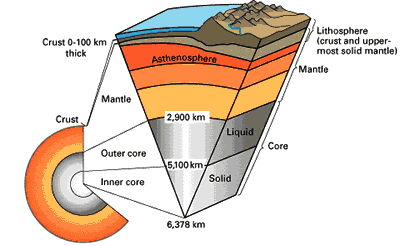 Crust 0-100 km
thick
Lithosphere
(crust and upper-
most solid mantle)
Asthenosphere
Mantle
Mantle
Crust
2,900 km
Liquid
Core
Outer core
5,100 km
Inner core
Solid
6,378 km